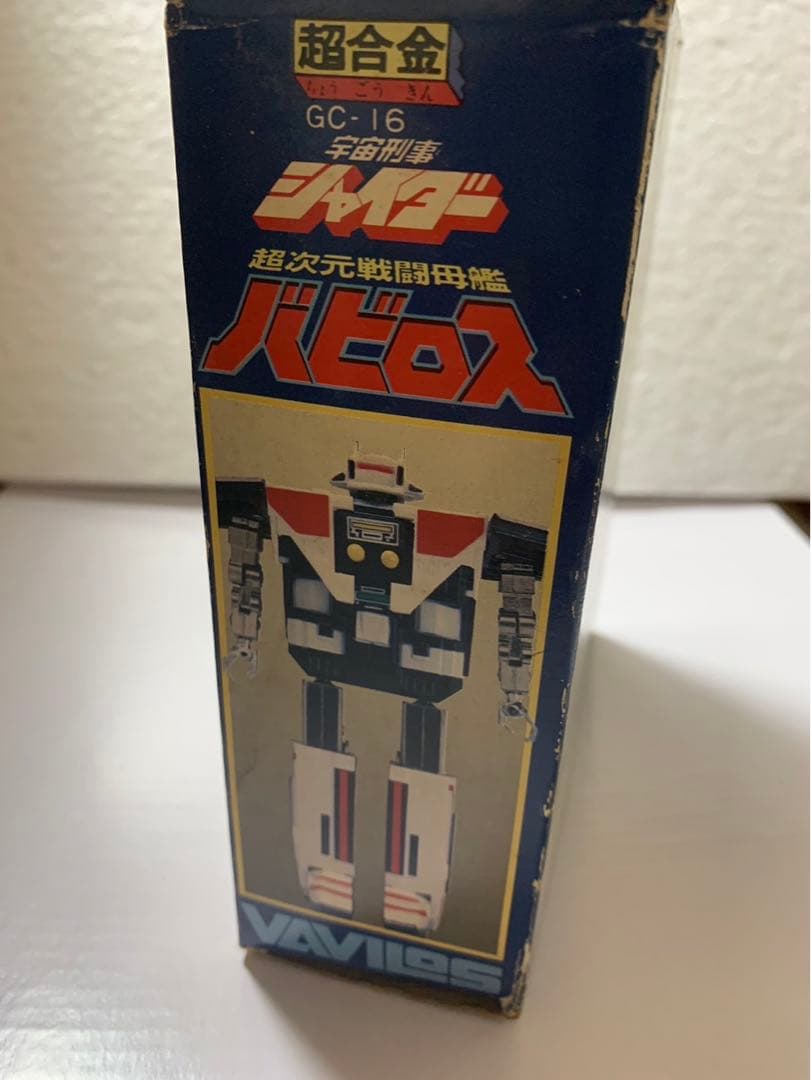 超合金
ちょうごうきん
GC-16
宇宙刑事
シャイダー
超次元戦闘母艦
バビロス
VAVILOS